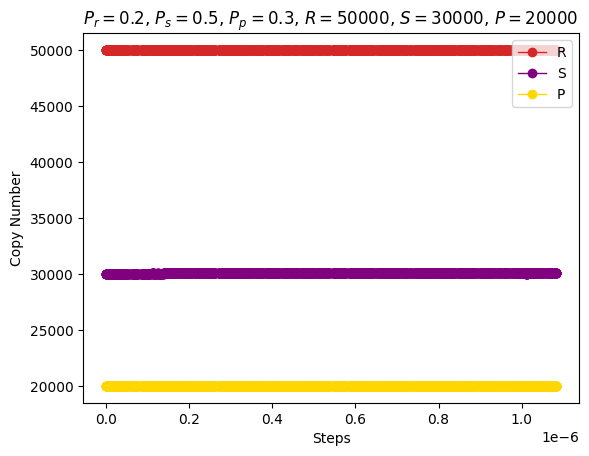 P_r = 0.2, P_s = 0.5, P_p = 0.3, R = 50000, S = 30000, P = 20000
50000
45000
40000
35000
30000
25000
20000
Copy Number
R
S
P
0.0 0.2 0.4 0.6 0.8 1.0
1e−6
Steps